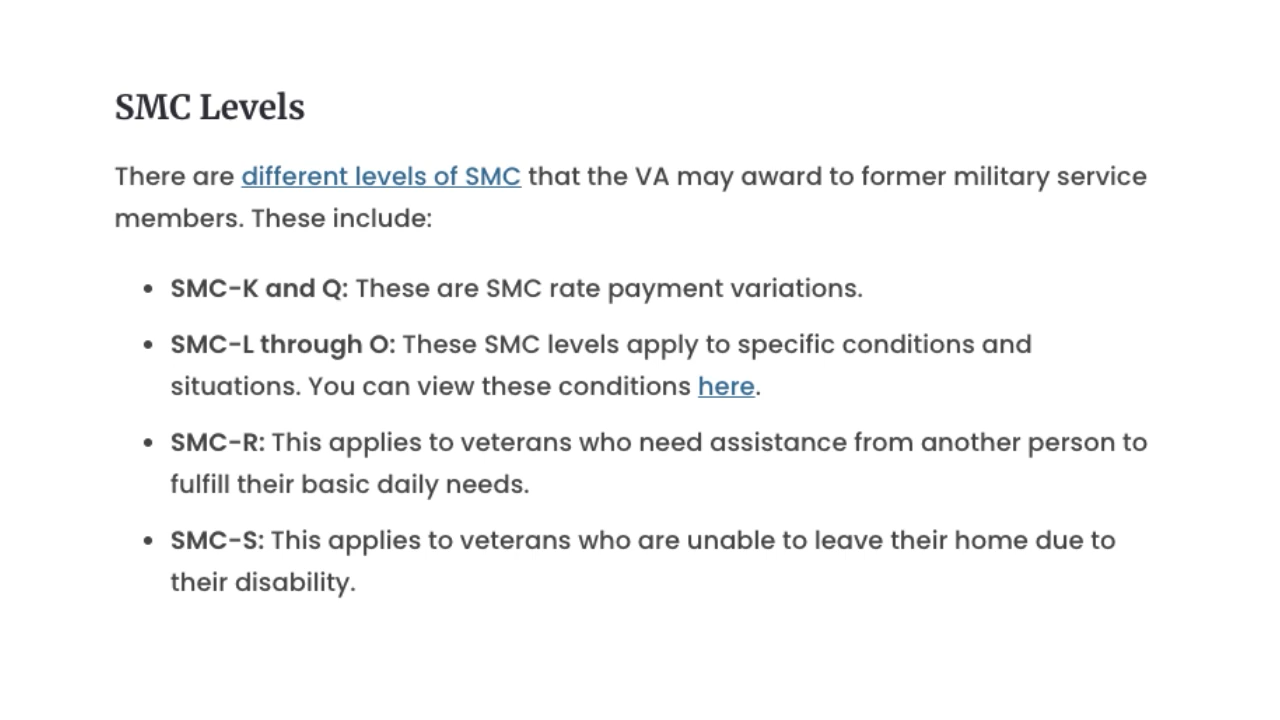 SMC Levels
There are different levels of SMC that the VA may award to former military service
members. These include:
• SMC-K and Q: These are SMC rate payment variations.
• SMC-L through O: These SMC levels apply to specific conditions and
situations. You can view these conditions here.
• SMC-R: This applies to veterans who need assistance from another person to
fulfill their basic daily needs.
• SMC-S: This applies to veterans who are unable to leave their home due to
their disability.